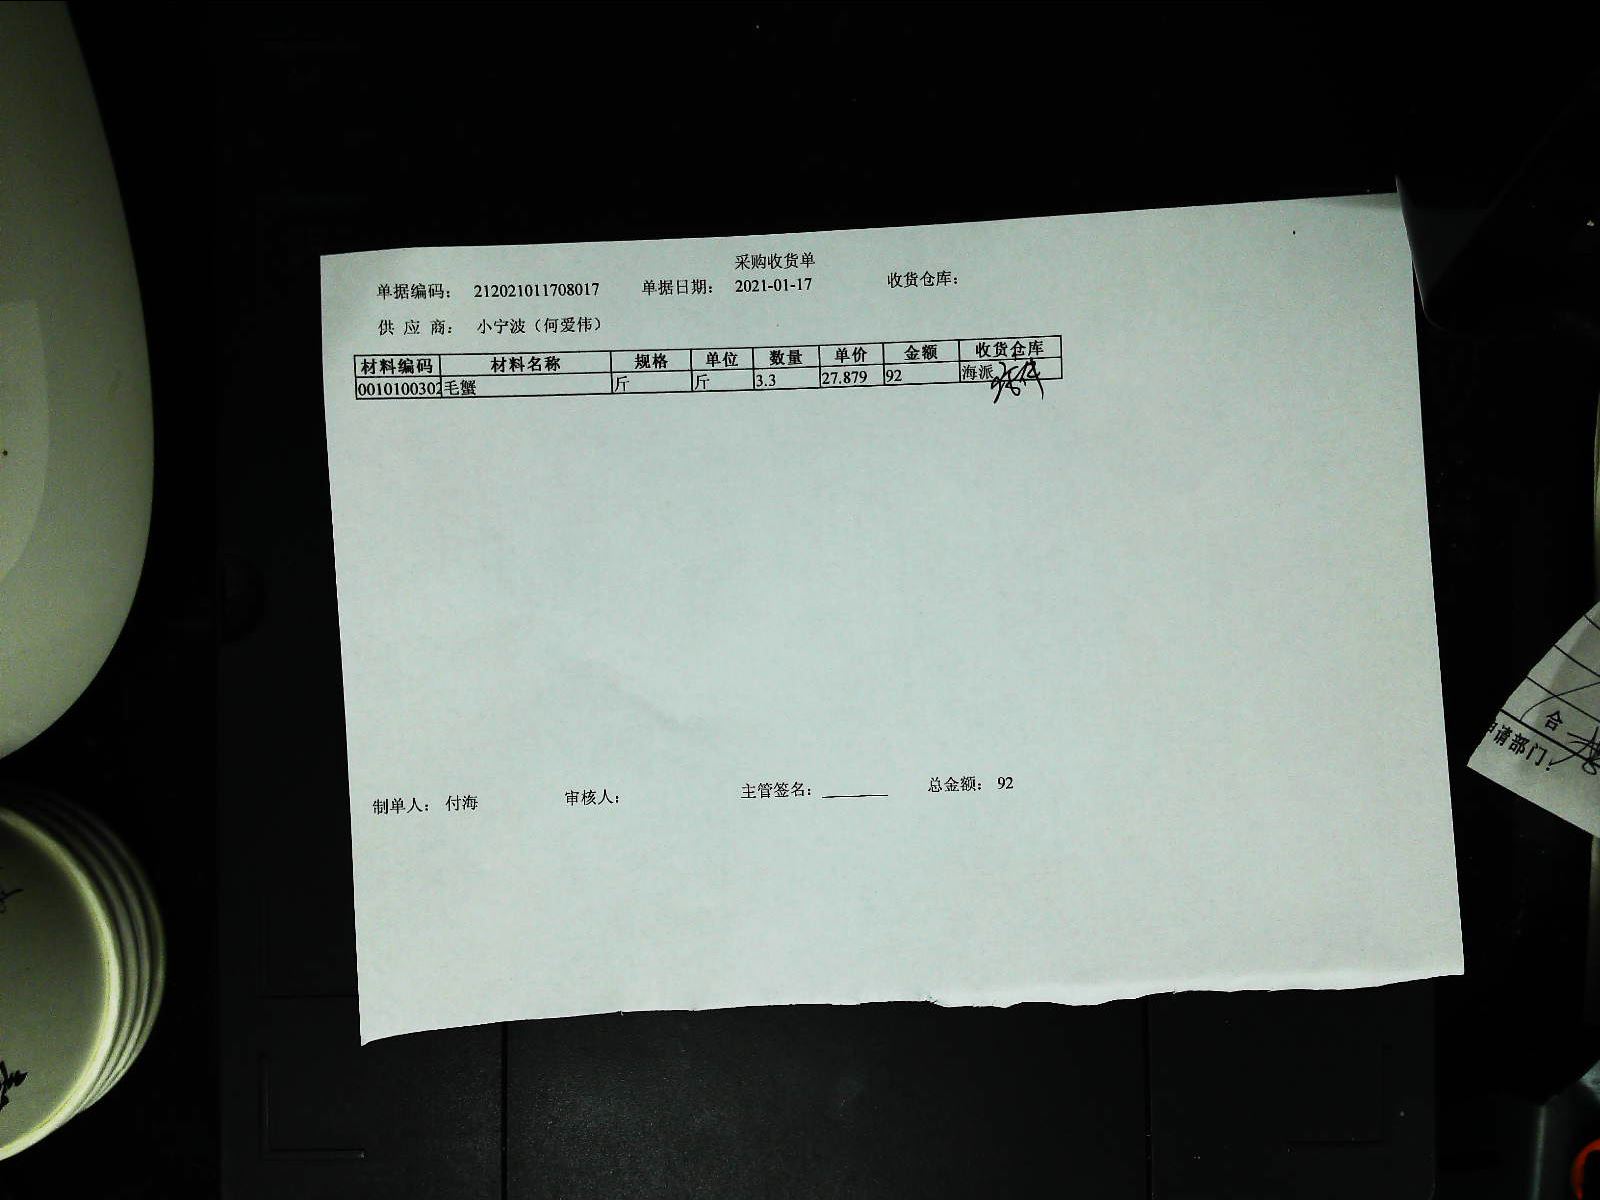 采购收货单
单据编码: 212021011708017 单据日期: 2021-01-17 收货仓库:
供 应 商: 小宁波（何爱伟）
材料编码 材料名称 规格 单位 数量 单价 金额 收货仓库
0010100302 毛蟹 斤 斤 3.3 27.879 92 海派
制单人: 付海 审核人: 主管签名: ______ 总金额: 92
合
申请部门: